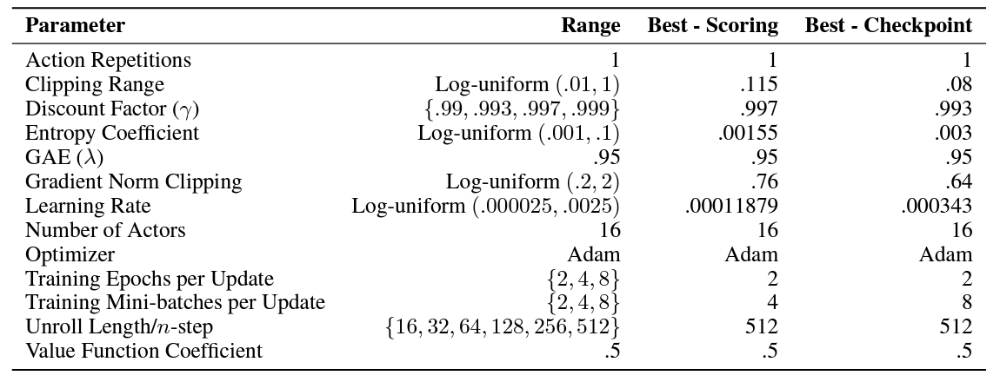 Parameter Range Best - Scoring Best - Checkpoint
Action Repetitions 1 1 1
Clipping Range Log-uniform (.01, 1) .115 .08
Discount Factor (γ) {.99, .993, .997, .999} .997 .993
Entropy Coefficient Log-uniform (.001, .1) .00155 .003
GAE (λ) .95 .95 .95
Gradient Norm Clipping Log-uniform (.2, 2) .76 .64
Learning Rate Log-uniform (.000025, .0025) .00011879 .000343
Number of Actors 16 16 16
Optimizer Adam Adam Adam
Training Epochs per Update {2, 4, 8} 2 2
Training Mini-batches per Update {2, 4, 8} 4 8
Unroll Length/n-step {16, 32, 64, 128, 256, 512} 512 512
Value Function Coefficient .5 .5 .5